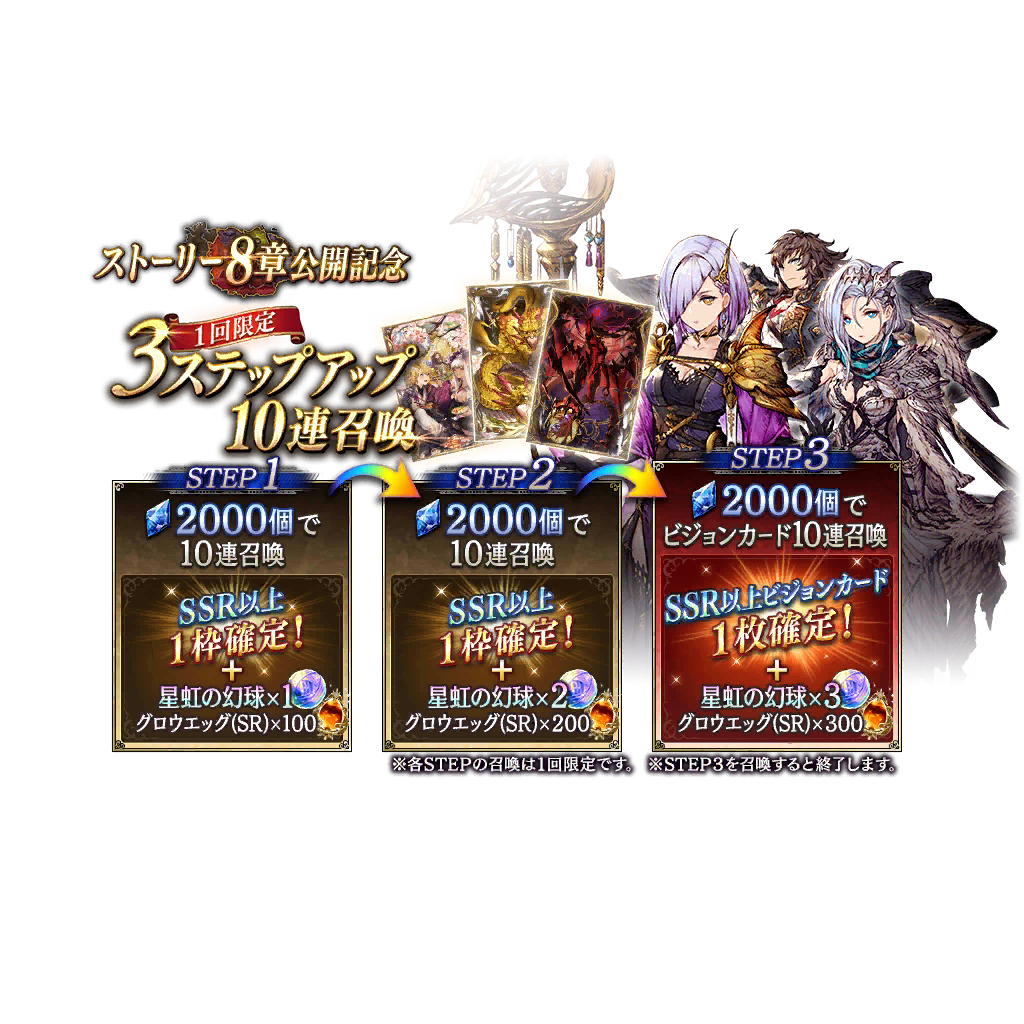 ストーリー8章公開記念
1回限定
3ステップアップ
10連召喚
STEP1
2000個で
10連召喚
SSR以上
1枠確定!
+
星虹の幻球×1
グロウエッグ(SR)×100
STEP2
2000個で
10連召喚
SSR以上
1枠確定!
+
星虹の幻球×2
グロウエッグ(SR)×200
STEP3
2000個で
ビジョンカード10連召喚
SSR以上ビジョンカード
1枚確定!
+
星虹の幻球×3
グロウエッグ(SR)×300
※各STEPの召喚は1回限定です。
※STEP3を召喚すると終了します。